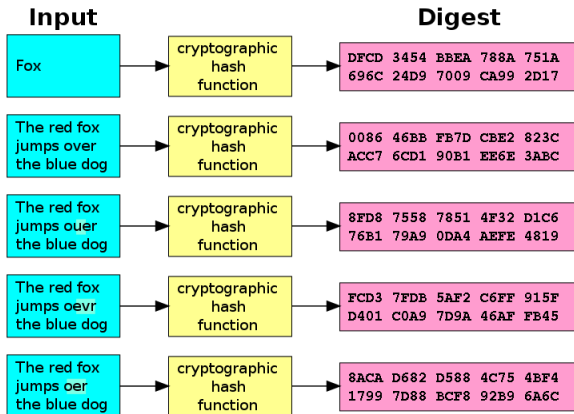 Input
Digest
Fox
cryptographic
hash
function
DFCD 3454 BBEA 788A 751A
696C 24D9 7009 CA99 2D17
The red fox
jumps over
the blue dog
cryptographic
hash
function
0086 46BB FB7D CBE2 823C
ACC7 6CD1 90B1 EE6E 3ABC
The red fox
jumps ouer
the blue dog
cryptographic
hash
function
8FD8 7558 7851 4F32 D1C6
76B1 79A9 0DA4 AEFE 4819
The red fox
jumps oevr
the blue dog
cryptographic
hash
function
FCD3 7FDB 5AF2 C6FF 915F
D401 C0A9 7D9A 46AF FB45
The red fox
jumps oer
the blue dog
cryptographic
hash
function
8ACA D682 D588 4C75 4BF4
1799 7D88 BCF8 92B9 6A6C